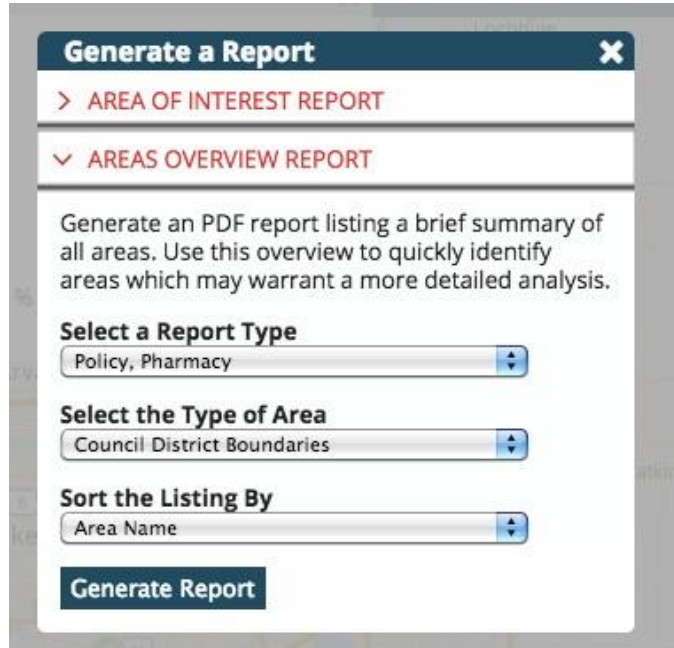 Generate a Report
AREA OF INTEREST REPORT
AREAS OVERVIEW REPORT
Generate an PDF report listing a brief summary of
all areas. Use this overview to quickly identify
areas which may warrant a more detailed analysis.
Select a Report Type
Policy, Pharmacy
Select the Type of Area
Council District Boundaries
Sort the Listing By
Area Name
Generate Report